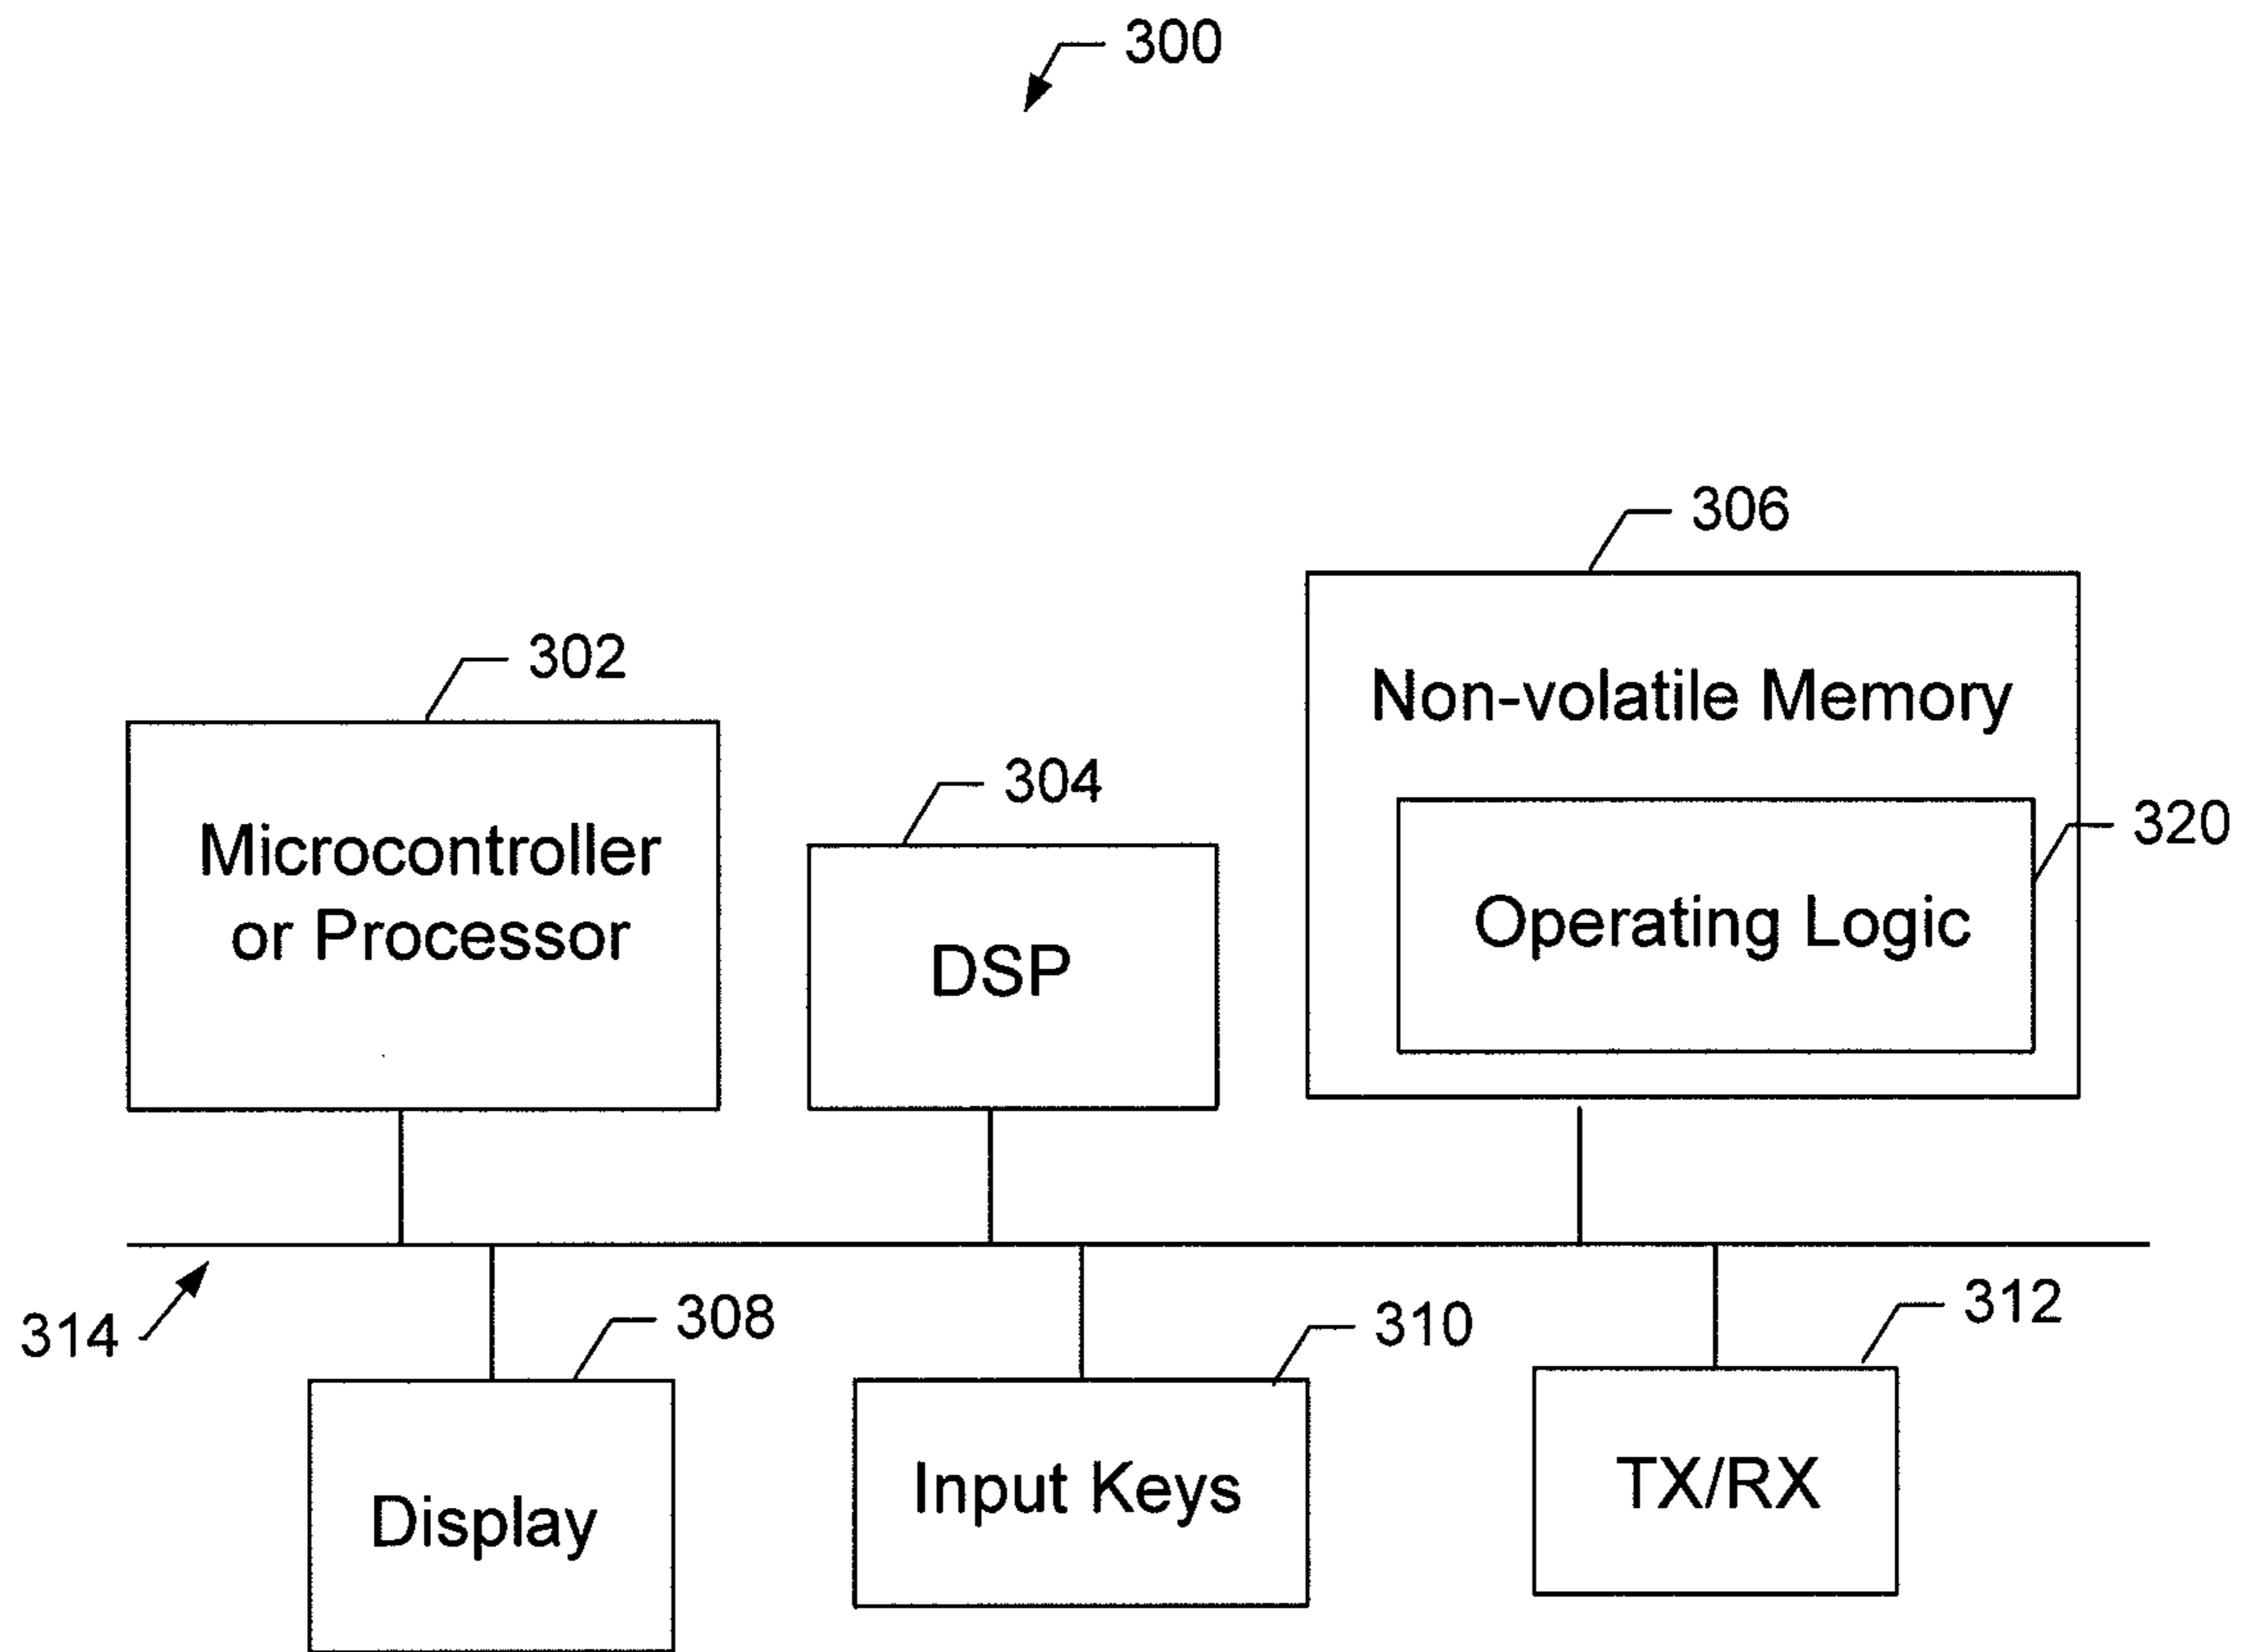 300
306
302
Non-volatile Memory
304
320
Microcontroller
or Processor
Operating Logic
DSP
314
308
310
312
Display
Input Keys
TX/RX